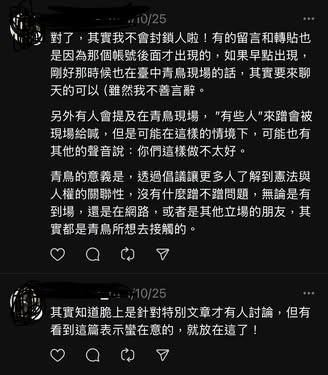 /10/25
對了，其實我不會封鎖人啦！有的留言和轉貼也
是因為那個帳號後面才出現的，如果早點出現，
剛好那時候也在臺中青鳥現場的話，其實要來聊
天的可以 (雖然我不善言辭。
另外有人會提及在青鳥現場， ”有些人”來蹭會被
現場給喊，但是可能在這樣的情境下，可能也有
其他的聲音說：你們這樣做不太好。
青鳥的意義是，透過倡議讓更多人了解到憲法與
人權的關聯性，沒有什麼蹭不蹭問題，無論是有
到場，還是在網路，或者是其他立場的朋友，其
實都是青鳥所想去接觸的。
/10/25
其實知道脆上是針對特別文章才有人討論，但有
看到這篇表示蠻在意的，就放在這了！